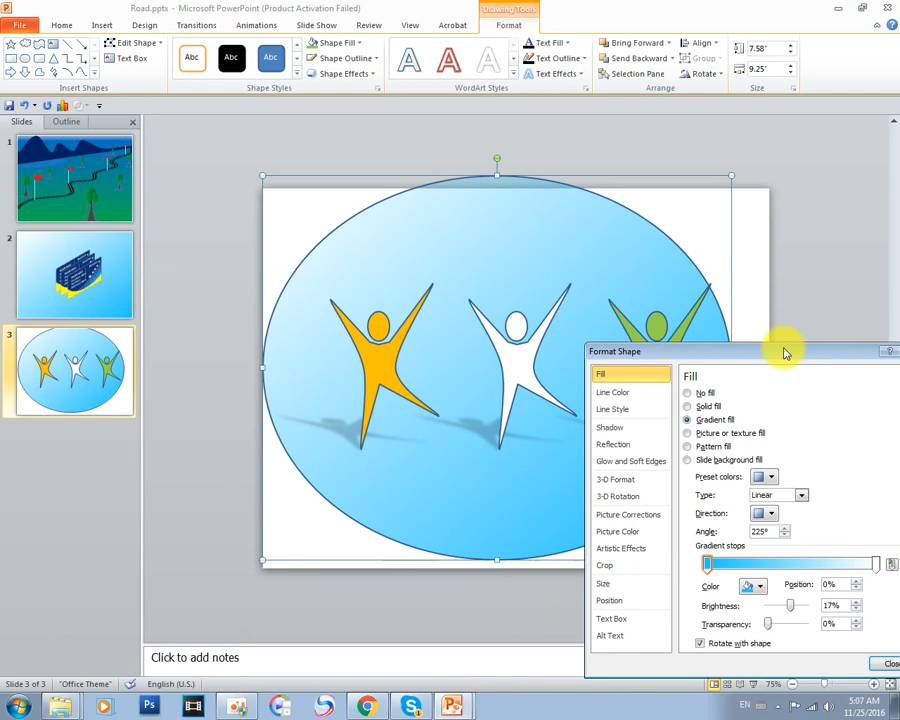 Road.pptx - Microsoft PowerPoint (Product Activation Failed)
Drawing Tools
File Home Insert Design Transitions Animations Slide Show Review View Acrobat Format
Edit Shape
Text Box
Insert Shapes
Abc Abc Abc
Shape Fill
Shape Outline
Shape Effects
Shape Styles
A A A
Text Fill
Text Outline
Text Effects
WordArt Styles
Bring Forward
Send Backward
Selection Pane
Align
Group
Rotate
Arrange
7.58"
9.25"
Size
Slides Outline
1
2
3
Format Shape
Fill
Line Color
Line Style
Shadow
Reflection
Glow and Soft Edges
3-D Format
3-D Rotation
Picture Corrections
Picture Color
Artistic Effects
Crop
Size
Position
Text Box
Alt Text
Fill
No fill
Solid fill
Gradient fill
Picture or texture fill
Pattern fill
Slide background fill
Preset colors:
Type: Linear
Direction:
Angle: 225°
Gradient stops
Color Position: 0%
Brightness: 17%
Transparency: 0%
Rotate with shape
Clos
Click to add notes
Slide 3 of 3 "Office Theme" English (U.S.)
75%
Ps
EN
5:07 AM
11/25/2016